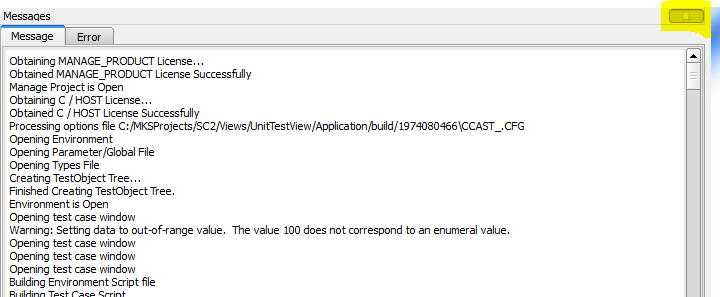 Messages
Message Error
Obtaining MANAGE_PRODUCT License...
Obtained MANAGE_PRODUCT License Successfully
Manage Project is Open
Obtaining C / HOST License...
Obtained C / HOST License Successfully
Processing options file C:/MKSProjects/SC2/Views/UnitTestView/Application/build/1974080466\CCAST_.CFG
Opening Environment
Opening Parameter/Global File
Opening Types File
Creating TestObject Tree...
Finished Creating TestObject Tree.
Environment is Open
Opening test case window
Warning: Setting data to out-of-range value.  The value 100 does not correspond to an enumeral value.
Opening test case window
Opening test case window
Opening test case window
Building Environment Script file
Building Test Case Script